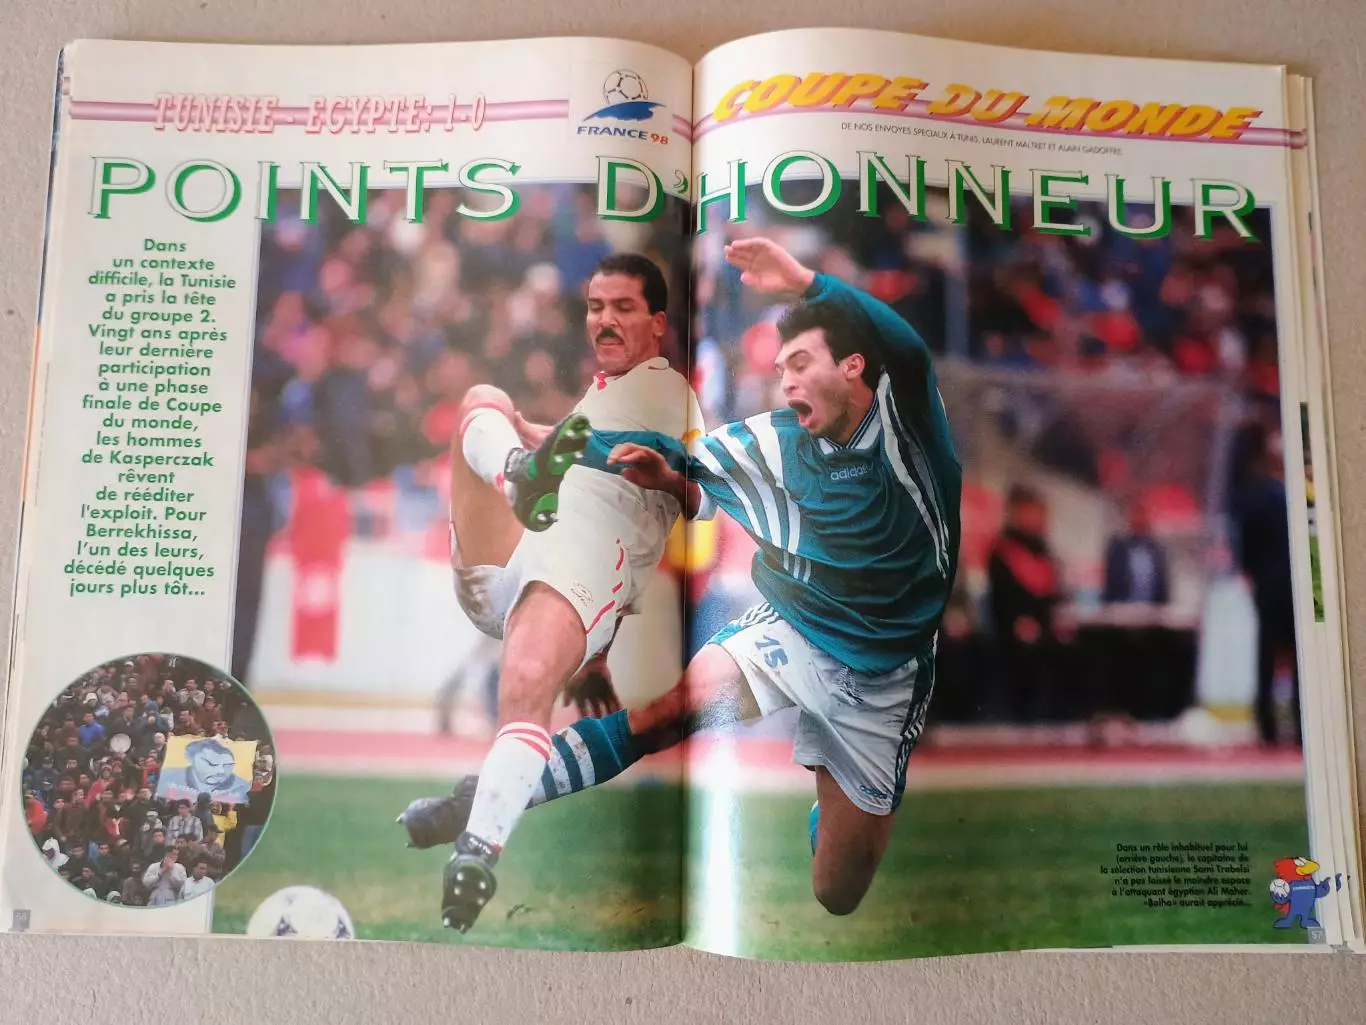 TUNISIE - EGYPTE: 1-0
FRANCE 98
COUPE DU MONDE
DE NOS ENVOYES SPECIAUX À TUNIS, LAURENT MALTRET ET ALAIN GADOFFRE
POINTS D'HONNEUR
Dans
un contexte
difficile, la Tunisie
a pris la tête
du groupe 2.
Vingt ans après
leur dernière
participation
à une phase
finale de Coupe
du monde,
les hommes
de Kasperczak
rêvent
de rééditer
l'exploit. Pour
Berrekhissa,
l'un des leurs,
décédé quelques
jours plus tôt...
adidas
15
Dans un rôle inhabituel pour lui
(arrière gauche), le capitaine de
la sélection tunisienne Sami Trabelsi
n'a pas laissé le moindre espace
à l'attaquant égyptien Ali Maher.
«Balha» aurait apprécié...
56
57